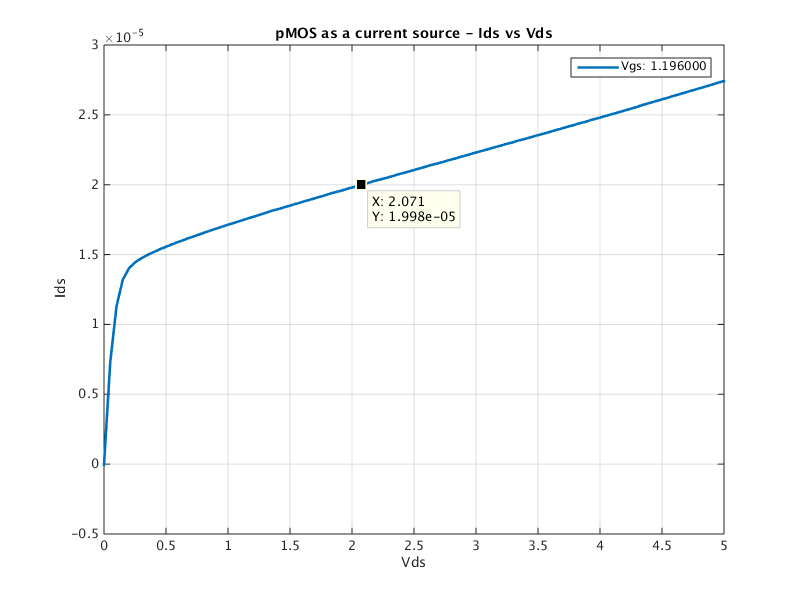 pMOS as a current source - Ids vs Vds
×10⁻⁵
Vgs: 1.196000
3
2.5
2
1.5
1
0.5
0
-0.5
Ids
X: 2.071
Y: 1.998e-05
0 0.5 1 1.5 2 2.5 3 3.5 4 4.5 5
Vds